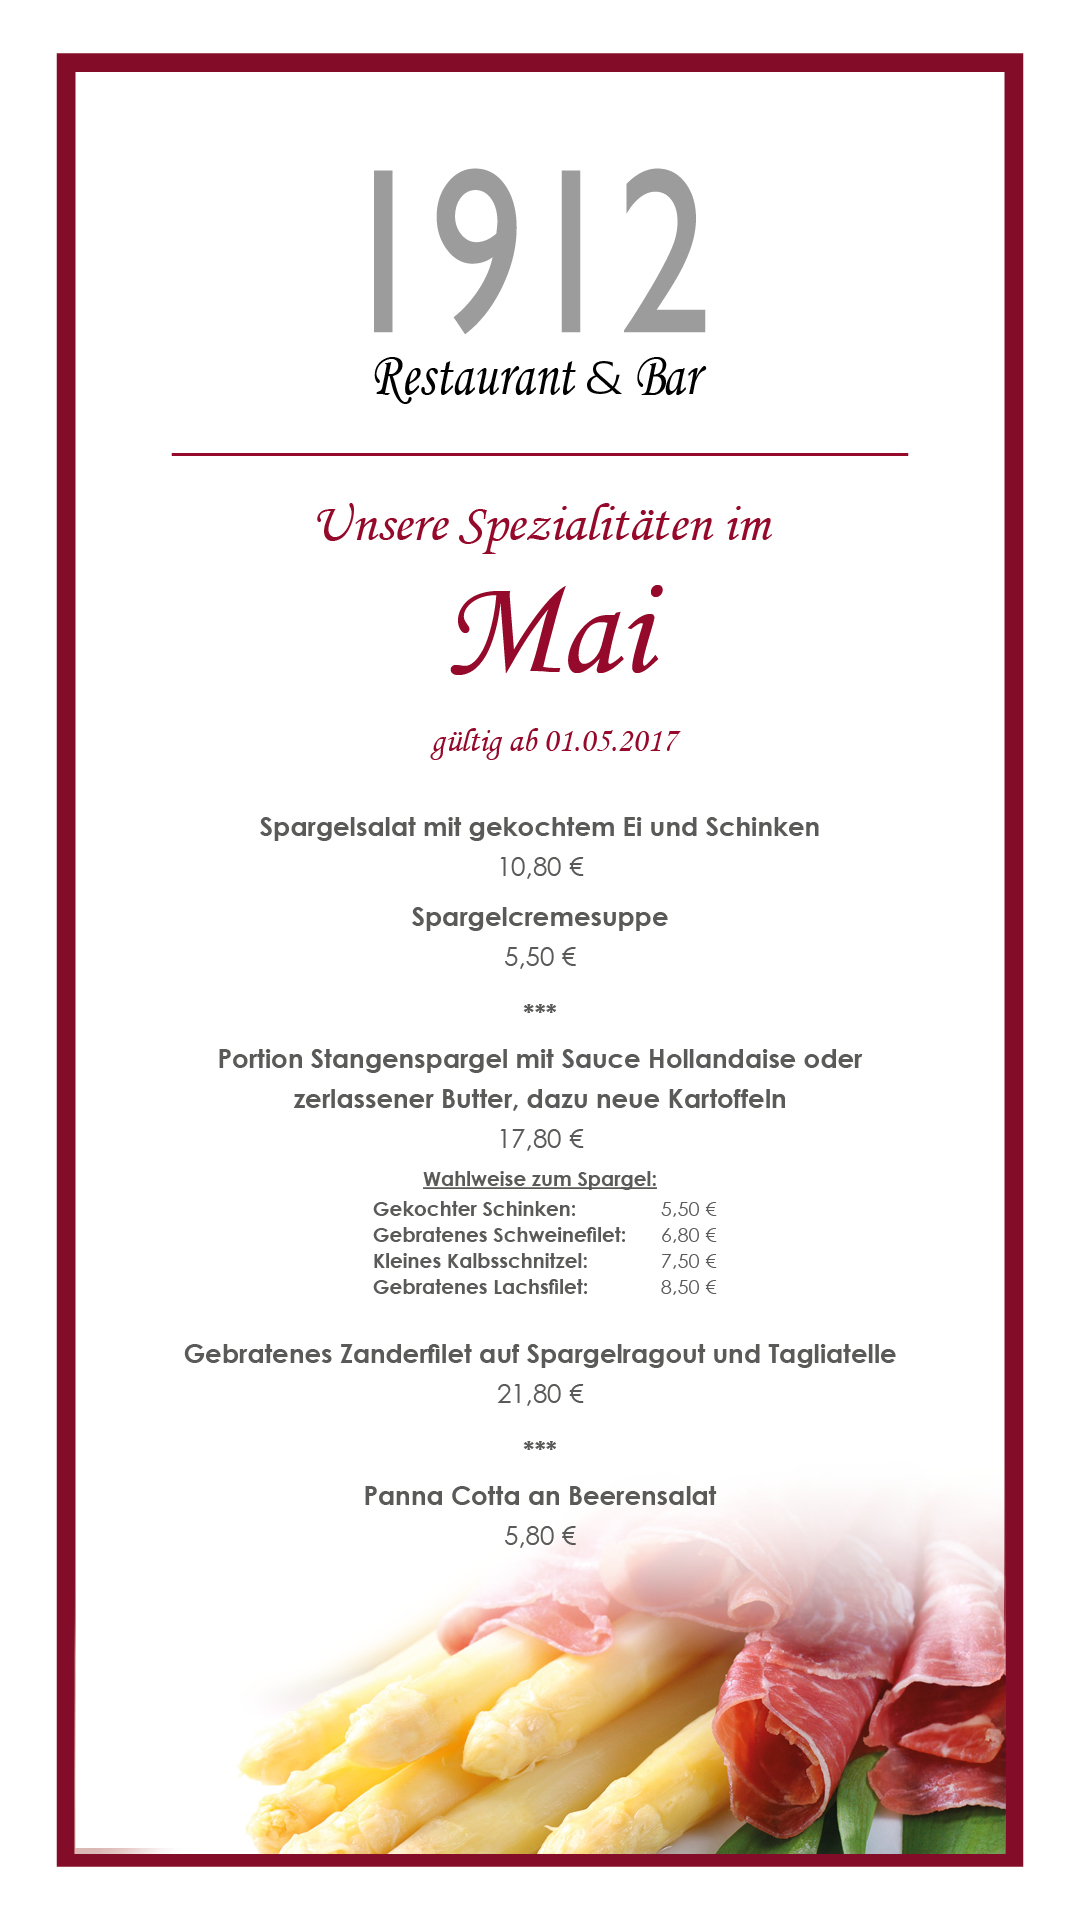 1912
Restaurant & Bar
Unsere Spezialitäten im
Mai
gültig ab 01.05.2017
Spargelsalat mit gekochtem Ei und Schinken
10,80 €
Spargelcremesuppe
5,50 €
***
Portion Stangenspargel mit Sauce Hollandaise oder
zerlassener Butter, dazu neue Kartoffeln
17,80 €
Wahlweise zum Spargel:
Gekochter Schinken: 5,50 €
Gebratenes Schweinefilet: 6,80 €
Kleines Kalbsschnitzel: 7,50 €
Gebratenes Lachsfilet: 8,50 €
Gebratenes Zanderfilet auf Spargelragout und Tagliatelle
21,80 €
***
Panna Cotta an Beerensalat
5,80 €